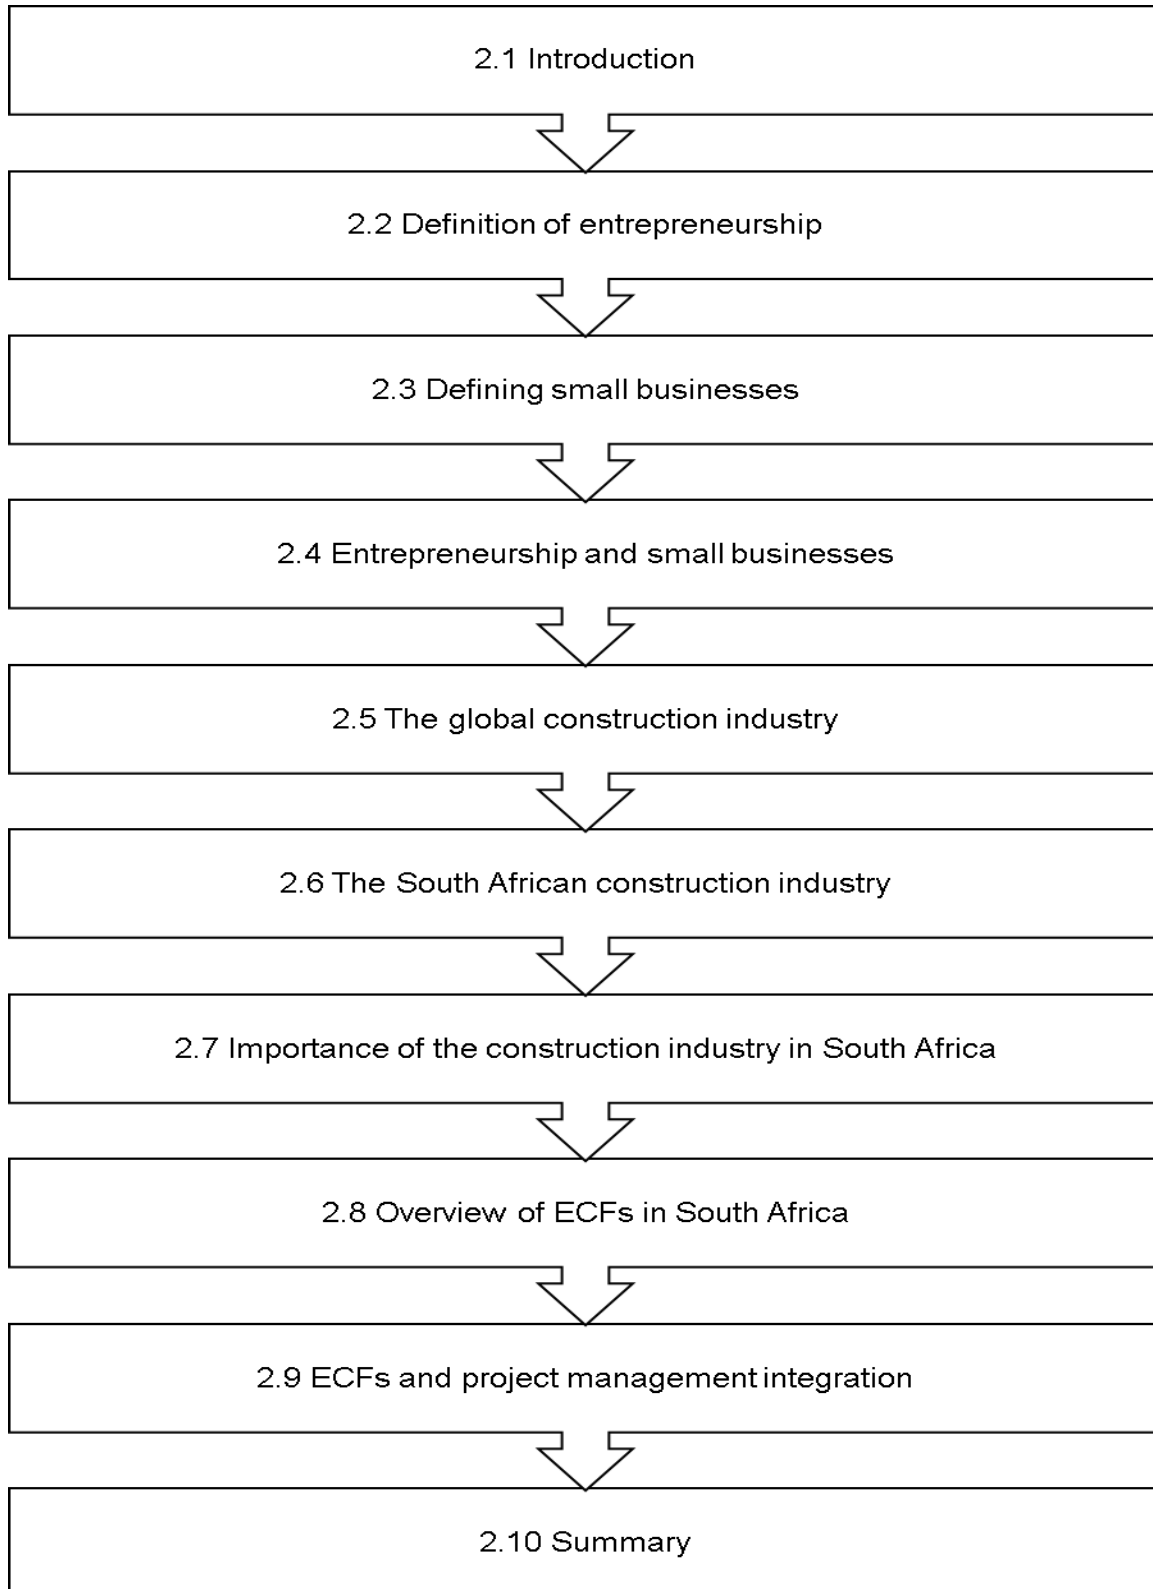 2.1 Introduction
2.2 Definition of entrepreneurship
2.3 Defining small businesses
2.4 Entrepreneurship and small businesses
2.5 The global construction industry
2.6 The South African construction industry
2.7 Importance of the construction industry in South Africa
2.8 Overview of ECFs in South Africa
2.9 ECFs and project management integration
2.10 Summary